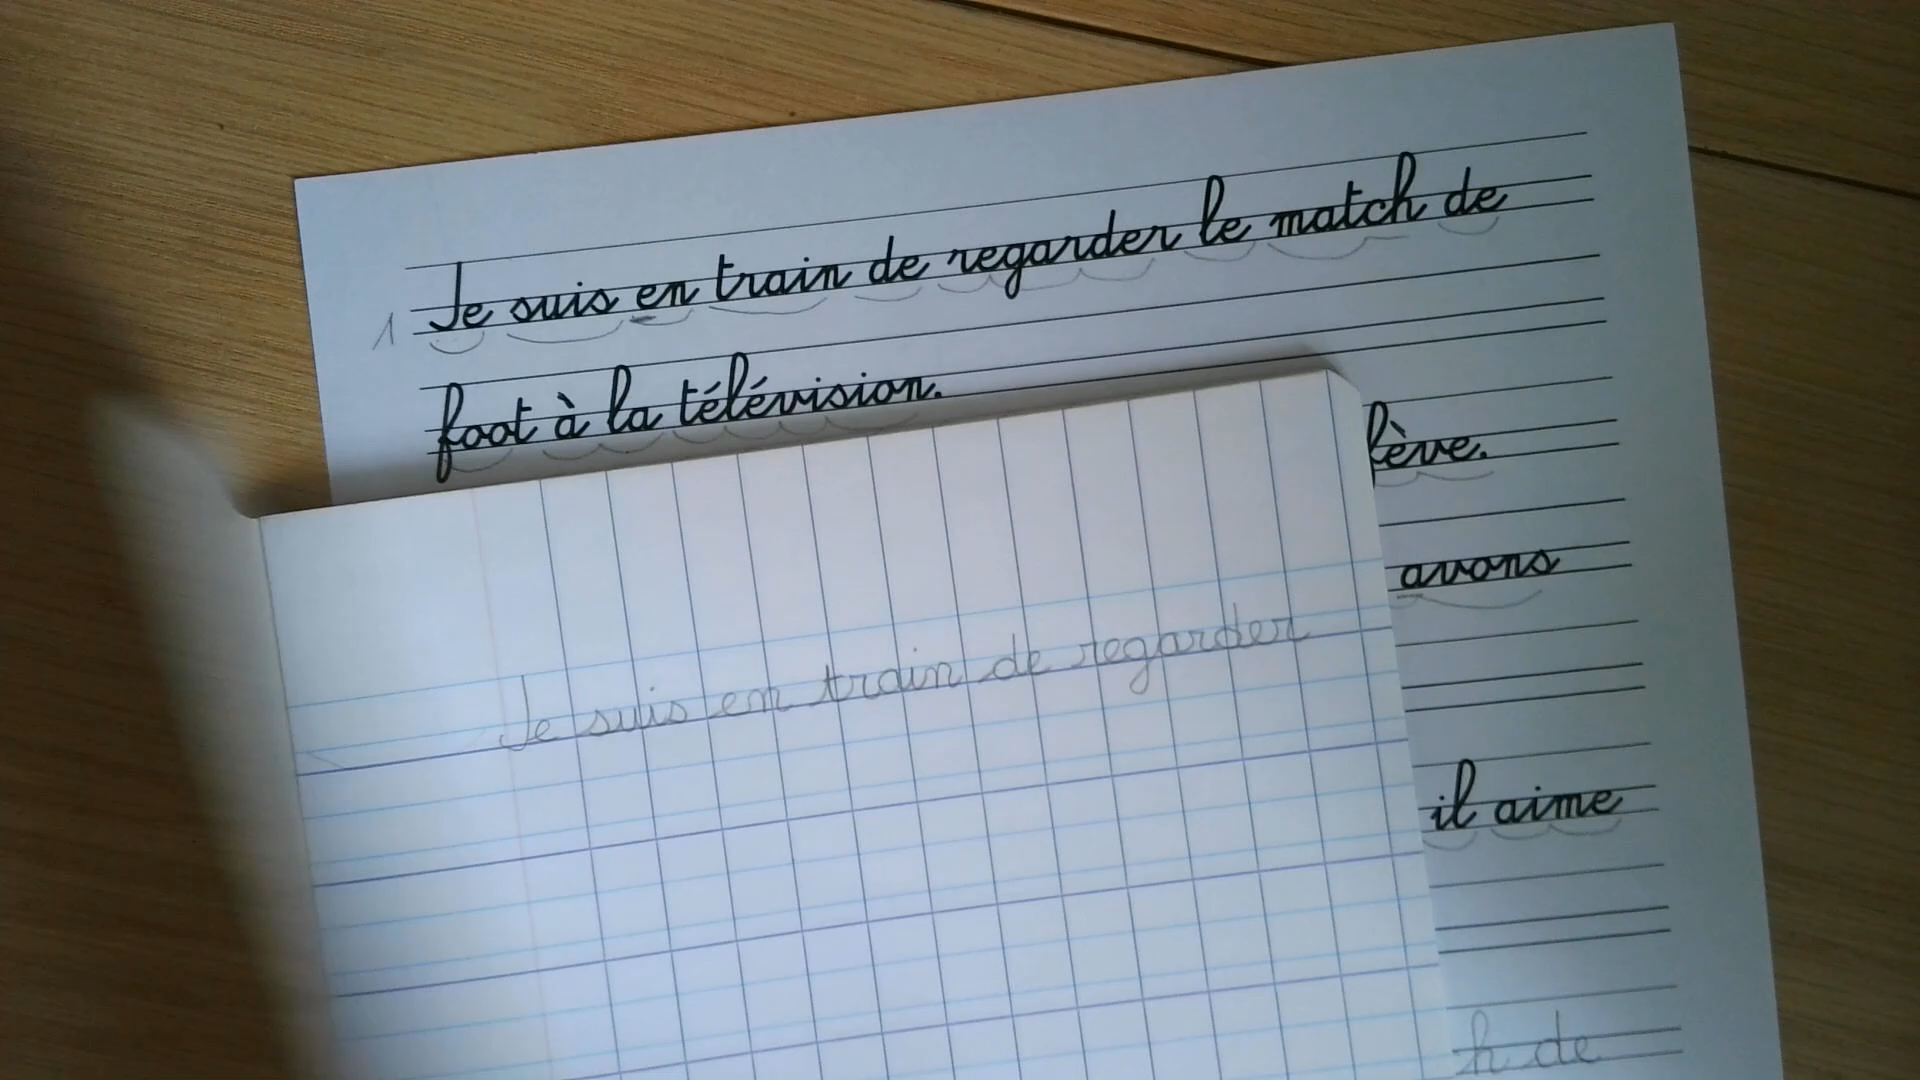 1 Je suis en train de regarder le match de
foot à la télévision.
lève.
avons
il aime
h de
Je suis en train de regarder